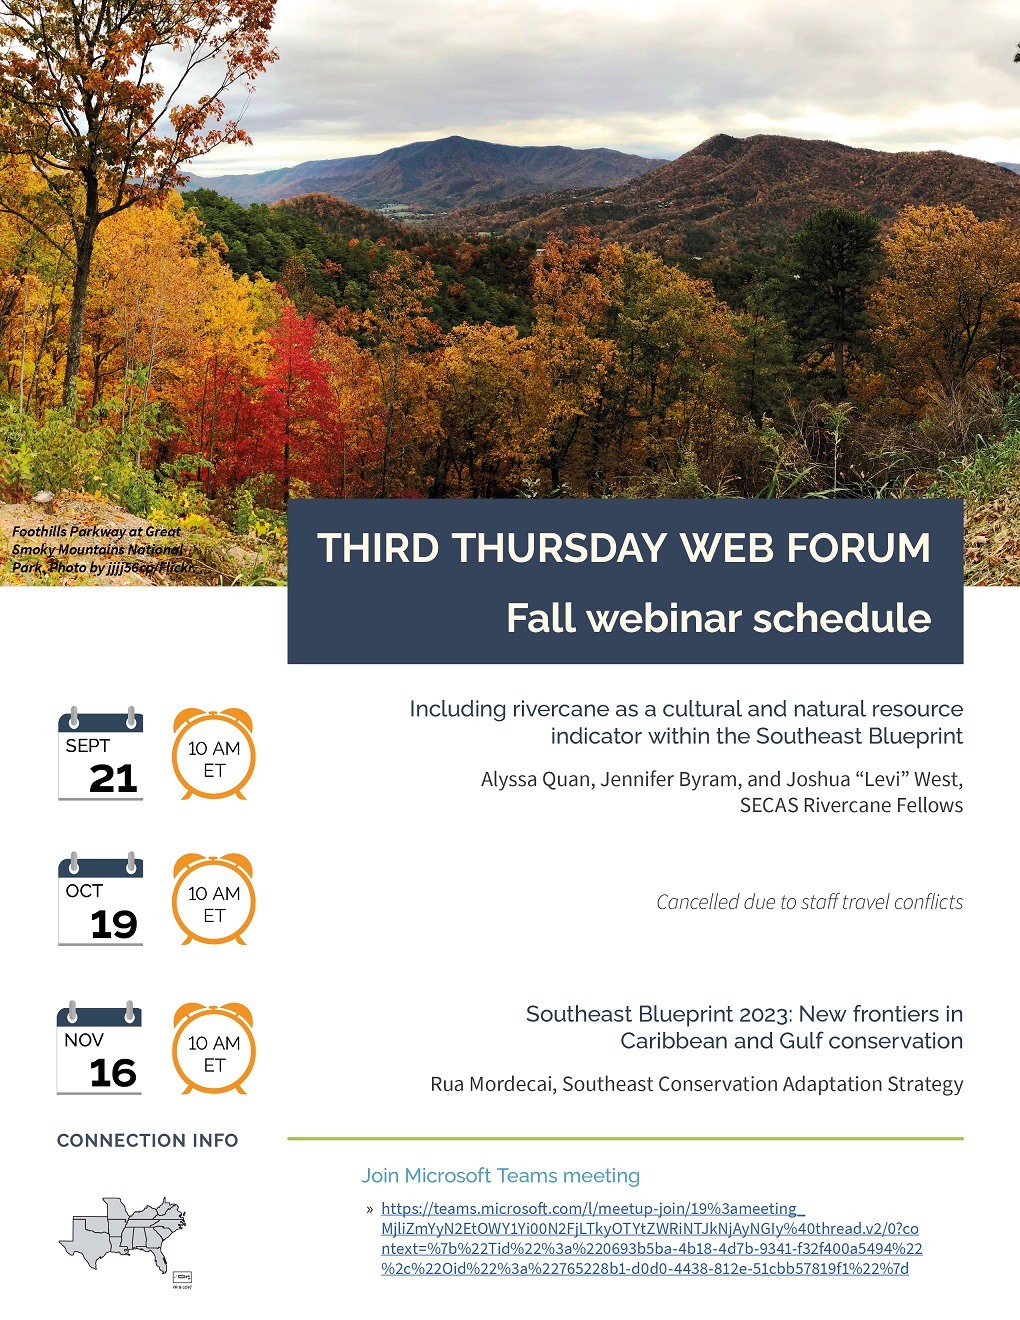 Foothills Parkway at Great
Smoky Mountains National
Park. Photo by jjjj56cp/Flickr.
THIRD THURSDAY WEB FORUM
Fall webinar schedule
SEPT
21
10 AM
ET
Including rivercane as a cultural and natural resource
indicator within the Southeast Blueprint
Alyssa Quan, Jennifer Byram, and Joshua “Levi” West,
SECAS Rivercane Fellows
OCT
19
10 AM
ET
Cancelled due to staff travel conflicts
NOV
16
10 AM
ET
Southeast Blueprint 2023: New frontiers in
Caribbean and Gulf conservation
Rua Mordecai, Southeast Conservation Adaptation Strategy
CONNECTION INFO
Join Microsoft Teams meeting
» https://teams.microsoft.com/l/meetup-join/19%3ameeting_
MjliZmYyN2EtOWY1Yi00N2FjLTkyOTYtZWRiNTJkNjAyNGIy%40thread.v2/0?co
ntext=%7b%22Tid%22%3a%220693b5ba-4b18-4d7b-9341-f32f400a5494%22
%2c%22Oid%22%3a%22765228b1-d0d0-4438-812e-51cbb57819f1%22%7d
PR & USVI